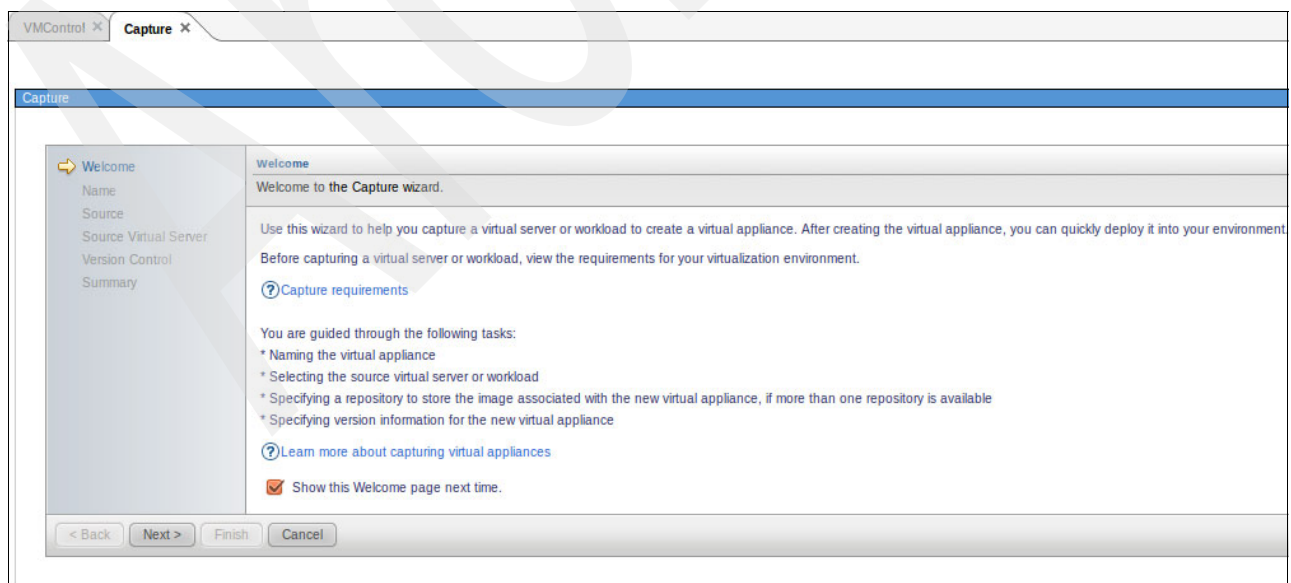 VMControl × Capture ×
Capture
Welcome
Name
Source
Source Virtual Server
Version Control
Summary
Welcome
Welcome to the Capture wizard.
Use this wizard to help you capture a virtual server or workload to create a virtual appliance. After creating the virtual appliance, you can quickly deploy it into your environment.
Before capturing a virtual server or workload, view the requirements for your virtualization environment.
? Capture requirements
You are guided through the following tasks:
* Naming the virtual appliance
* Selecting the source virtual server or workload
* Specifying a repository to store the image associated with the new virtual appliance, if more than one repository is available
* Specifying version information for the new virtual appliance
? Learn more about capturing virtual appliances
Show this Welcome page next time.
< Back Next > Finish Cancel